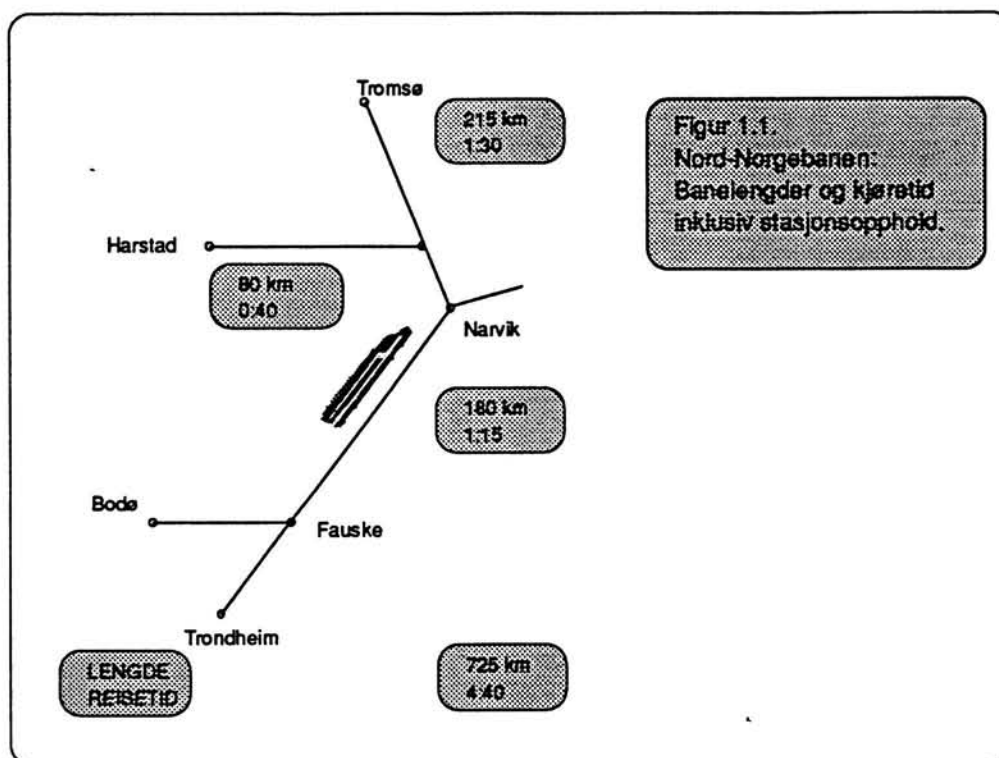 Tromsø
215 km
1:30
Figur 1.1.
Nord-Norgebanen:
Banelengder og kjøretid
inklusiv stasjonsopphold.
Harstad
80 km
0:40
Narvik
180 km
1:15
Bodø
Fauske
Trondheim
LENGDE
REISETID
725 km
4:40